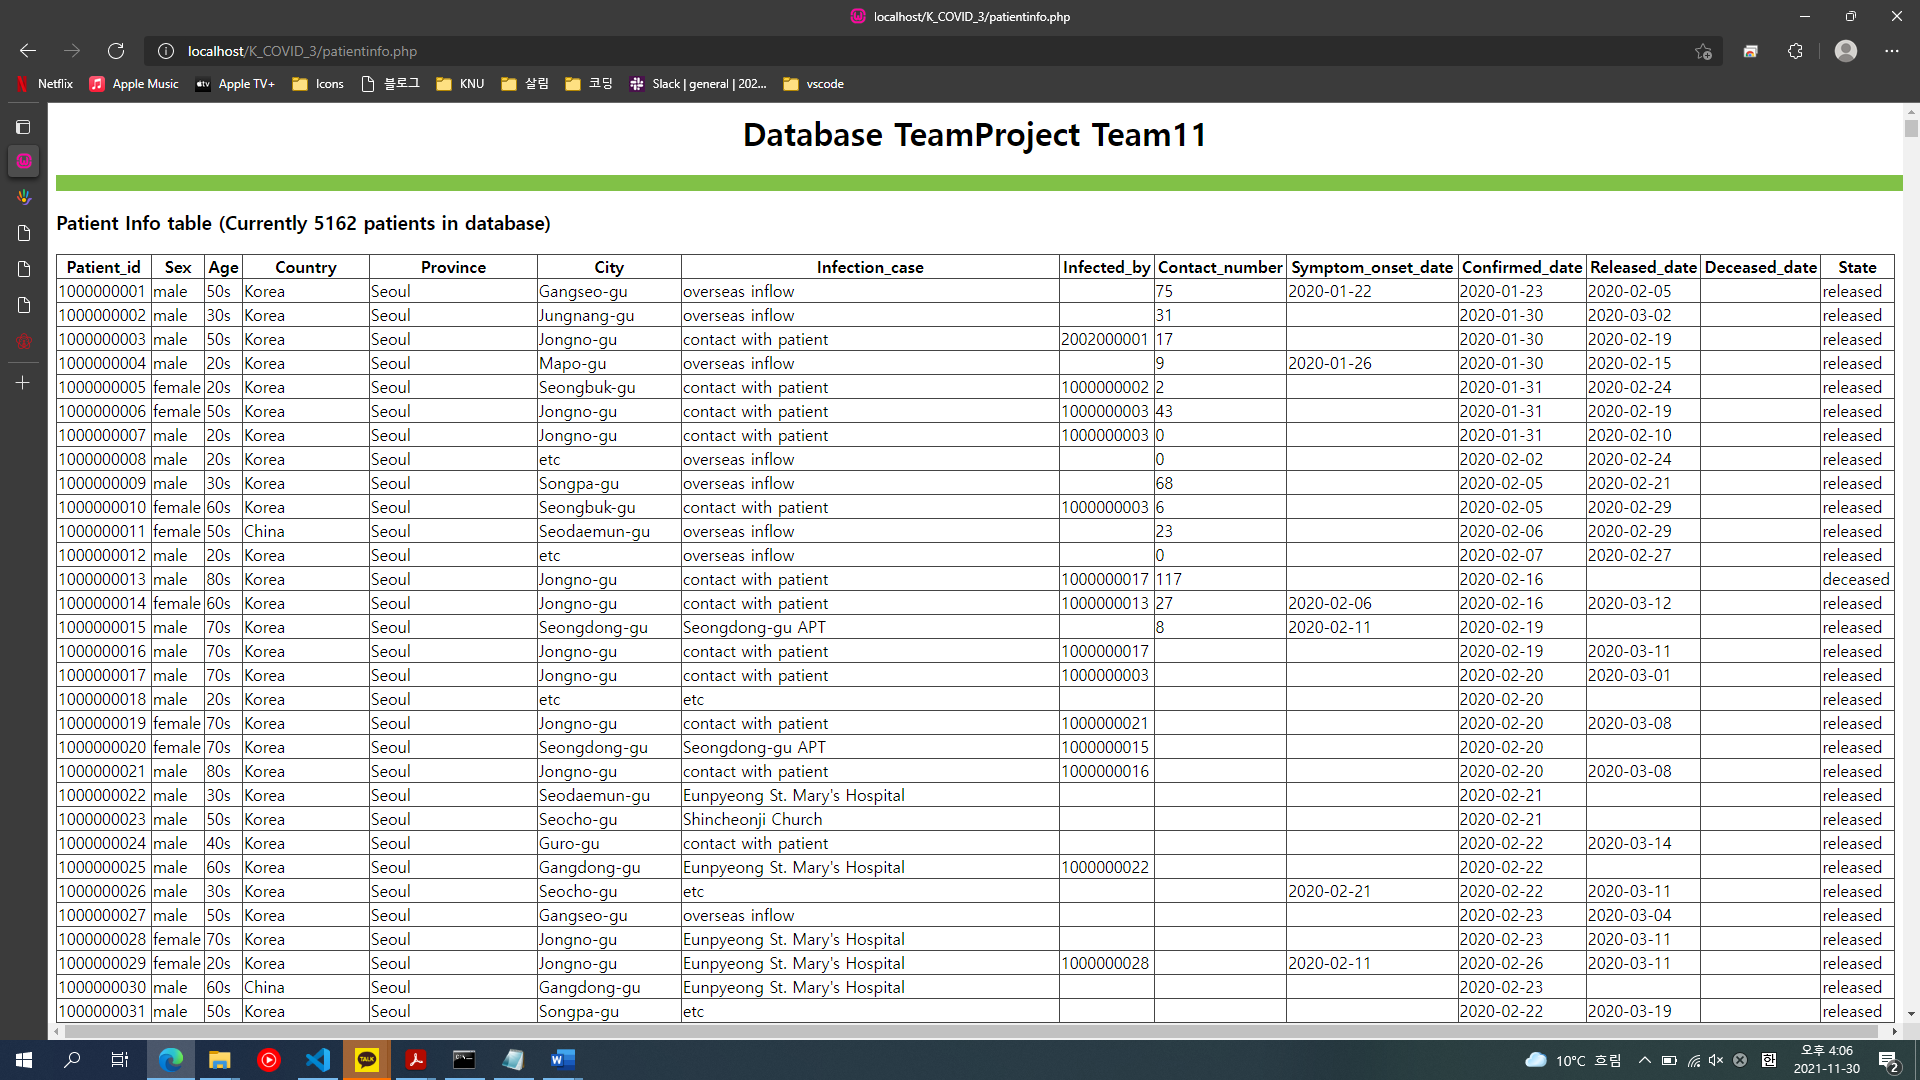 localhost/K_COVID_3/patientinfo.php
localhost/K_COVID_3/patientinfo.php
Netflix Apple Music Apple TV+ Icons 블로그 KNU 살림 코딩 Slack | general | 202... vscode
Database TeamProject Team11
Patient Info table (Currently 5162 patients in database)
Patient_id Sex Age Country Province City Infection_case Infected_by Contact_number Symptom_onset_date Confirmed_date Released_date Deceased_date State
1000000001 male 50s Korea Seoul Gangseo-gu overseas inflow 75 2020-01-22 2020-01-23 2020-02-05 released
1000000002 male 30s Korea Seoul Jungnang-gu overseas inflow 31 2020-01-30 2020-03-02 released
1000000003 male 50s Korea Seoul Jongno-gu contact with patient 2002000001 17 2020-01-30 2020-02-19 released
1000000004 male 20s Korea Seoul Mapo-gu overseas inflow 9 2020-01-26 2020-01-30 2020-02-15 released
1000000005 female 20s Korea Seoul Seongbuk-gu contact with patient 1000000002 2 2020-01-31 2020-02-24 released
1000000006 female 50s Korea Seoul Jongno-gu contact with patient 1000000003 43 2020-01-31 2020-02-19 released
1000000007 male 20s Korea Seoul Jongno-gu contact with patient 1000000003 0 2020-01-31 2020-02-10 released
1000000008 male 20s Korea Seoul etc overseas inflow 0 2020-02-02 2020-02-24 released
1000000009 male 30s Korea Seoul Songpa-gu overseas inflow 68 2020-02-05 2020-02-21 released
1000000010 female 60s Korea Seoul Seongbuk-gu contact with patient 1000000003 6 2020-02-05 2020-02-29 released
1000000011 female 50s China Seoul Seodaemun-gu overseas inflow 23 2020-02-06 2020-02-29 released
1000000012 male 20s Korea Seoul etc overseas inflow 0 2020-02-07 2020-02-27 released
1000000013 male 80s Korea Seoul Jongno-gu contact with patient 1000000017 117 2020-02-16 deceased
1000000014 female 60s Korea Seoul Jongno-gu contact with patient 1000000013 27 2020-02-06 2020-02-16 2020-03-12 released
1000000015 male 70s Korea Seoul Seongdong-gu Seongdong-gu APT 8 2020-02-11 2020-02-19 released
1000000016 male 70s Korea Seoul Jongno-gu contact with patient 1000000017 2020-02-19 2020-03-11 released
1000000017 male 70s Korea Seoul Jongno-gu contact with patient 1000000003 2020-02-20 2020-03-01 released
1000000018 male 20s Korea Seoul etc etc 2020-02-20 released
1000000019 female 70s Korea Seoul Jongno-gu contact with patient 1000000021 2020-02-20 2020-03-08 released
1000000020 female 70s Korea Seoul Seongdong-gu Seongdong-gu APT 1000000015 2020-02-20 released
1000000021 male 80s Korea Seoul Jongno-gu contact with patient 1000000016 2020-02-20 2020-03-08 released
1000000022 male 30s Korea Seoul Seodaemun-gu Eunpyeong St. Mary's Hospital 2020-02-21 released
1000000023 male 50s Korea Seoul Seocho-gu Shincheonji Church 2020-02-21 released
1000000024 male 40s Korea Seoul Guro-gu contact with patient 2020-02-22 2020-03-14 released
1000000025 male 60s Korea Seoul Gangdong-gu Eunpyeong St. Mary's Hospital 1000000022 2020-02-22 released
1000000026 male 30s Korea Seoul Seocho-gu etc 2020-02-21 2020-02-22 2020-03-11 released
1000000027 male 50s Korea Seoul Gangseo-gu overseas inflow 2020-02-23 2020-03-04 released
1000000028 female 70s Korea Seoul Jongno-gu Eunpyeong St. Mary's Hospital 2020-02-23 2020-03-11 released
1000000029 female 20s Korea Seoul Jongno-gu Eunpyeong St. Mary's Hospital 1000000028 2020-02-11 2020-02-26 2020-03-11 released
1000000030 male 60s China Seoul Gangdong-gu Eunpyeong St. Mary's Hospital 2020-02-23 released
1000000031 male 50s Korea Seoul Songpa-gu etc 2020-02-22 2020-03-19 released
TALK 10°C 흐림 한 오후 4:06
2021-11-30 2